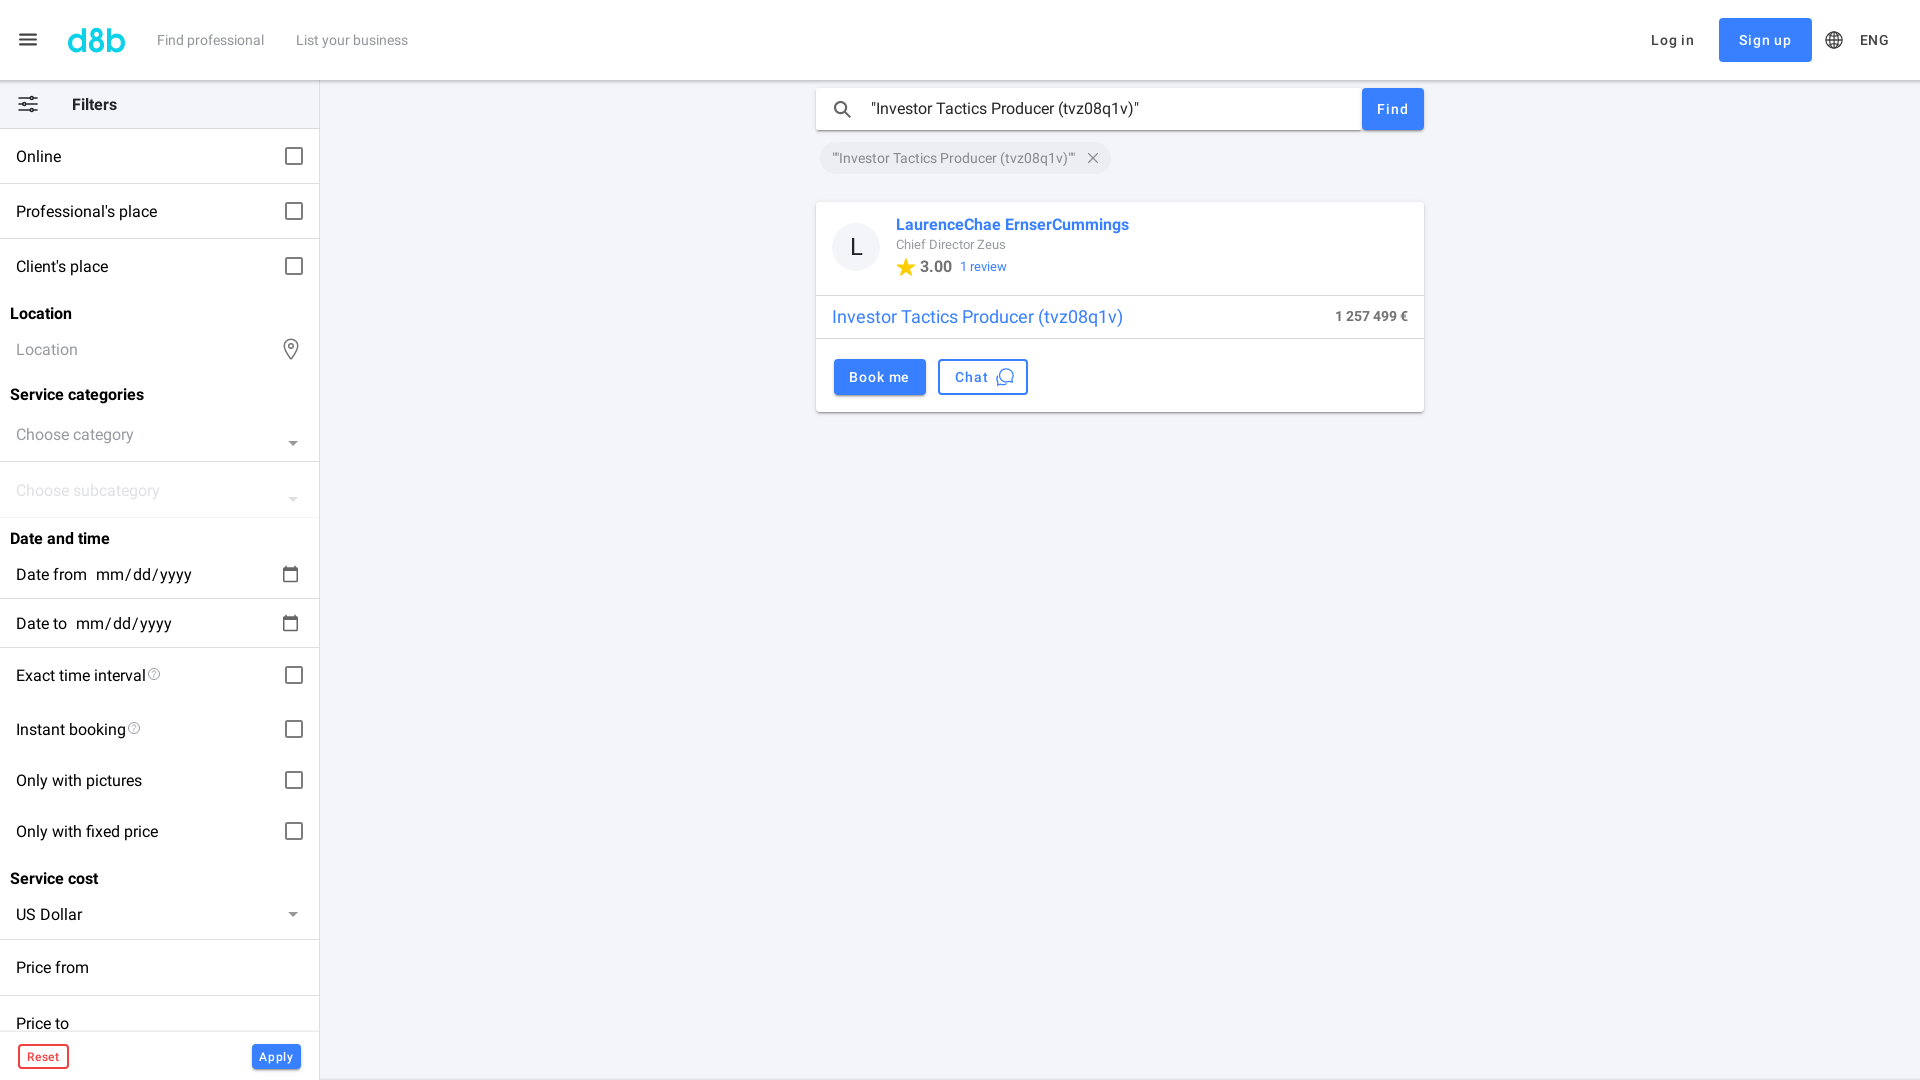 d8b
Find professional
List your business
Log in
Sign up
ENG
Filters
Online
Professional's place
Client's place
Location
Location
Service categories
Choose category
Choose subcategory
Date and time
Date from mm/dd/yyyy
Date to mm/dd/yyyy
Exact time interval
Instant booking
Only with pictures
Only with fixed price
Service cost
US Dollar
Price from
Price to
Reset
Apply
"Investor Tactics Producer (tvz08q1v)"
Find
""Investor Tactics Producer (tvz08q1v)""
L
LaurenceChae ErnserCummings
Chief Director Zeus
3.00 1 review
Investor Tactics Producer (tvz08q1v)
1 257 499 €
Book me
Chat